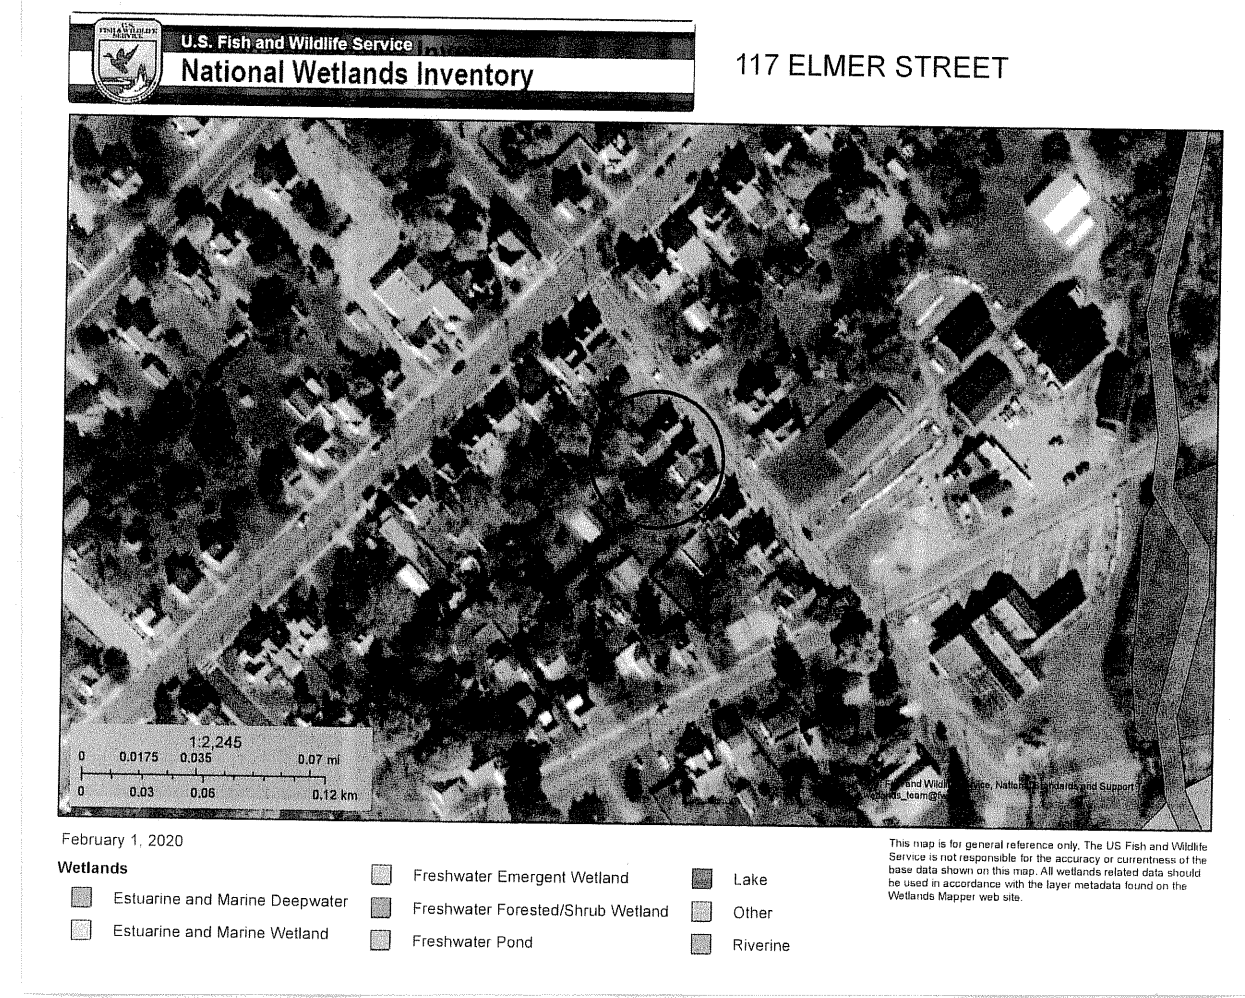 U.S.
FISH & WILDLIFE
SERVICE
U.S. Fish and Wildlife Service
National Wetlands Inventory
117 ELMER STREET
1:2,245
0 0.0175 0.035 0.07 mi
0 0.03 0.06 0.12 km
and Support
February 1, 2020
This map is for general reference only. The US Fish and Wildlife
Service is not responsible for the accuracy or currentness of the
base data shown on this map. All wetlands related data should
be used in accordance with the layer metadata found on the
Wetlands Mapper web site.
Wetlands
Estuarine and Marine Deepwater
Estuarine and Marine Wetland
Freshwater Emergent Wetland
Freshwater Forested/Shrub Wetland
Freshwater Pond
Lake
Other
Riverine